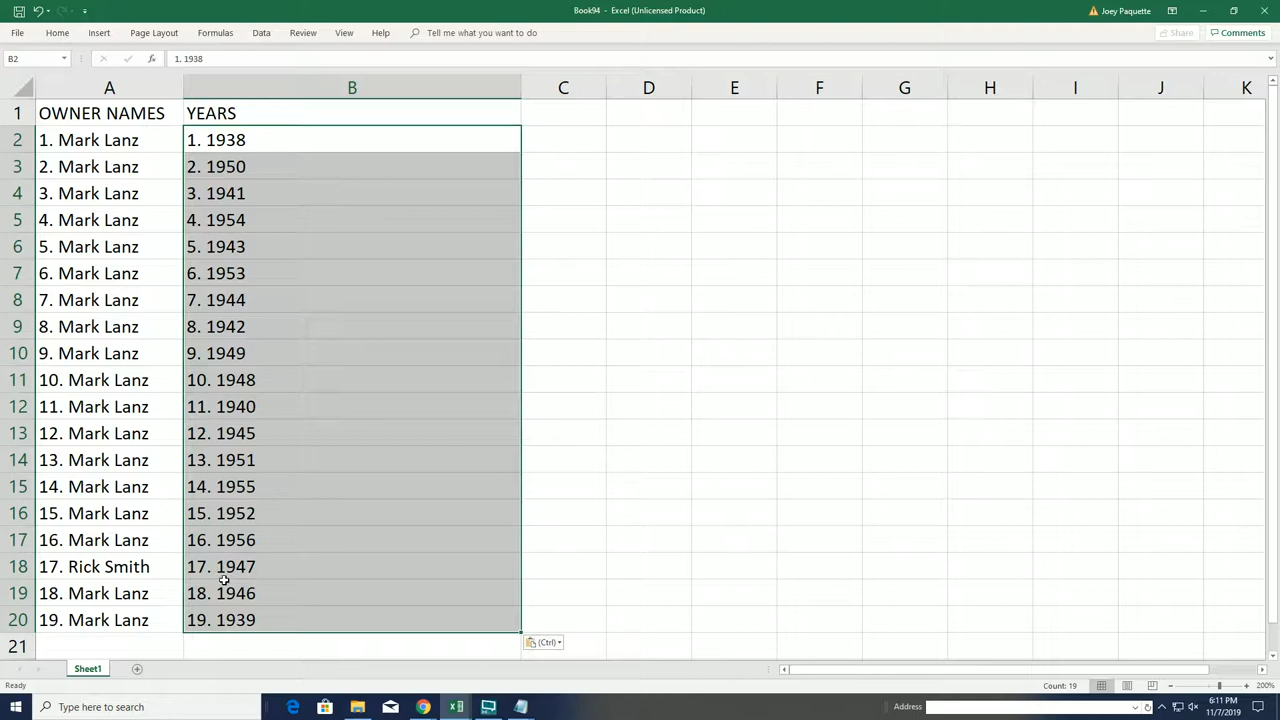 Book94 - Excel (Unlicensed Product)
Joey Paquette
File Home Insert Page Layout Formulas Data Review View Help Tell me what you want to do Share Comments
B2 fx 1. 1938
A B C D E F G H I J K
1 OWNER NAMES YEARS
2 1. Mark Lanz 1. 1938
3 2. Mark Lanz 2. 1950
4 3. Mark Lanz 3. 1941
5 4. Mark Lanz 4. 1954
6 5. Mark Lanz 5. 1943
7 6. Mark Lanz 6. 1953
8 7. Mark Lanz 7. 1944
9 8. Mark Lanz 8. 1942
10 9. Mark Lanz 9. 1949
11 10. Mark Lanz 10. 1948
12 11. Mark Lanz 11. 1940
13 12. Mark Lanz 12. 1945
14 13. Mark Lanz 13. 1951
15 14. Mark Lanz 14. 1955
16 15. Mark Lanz 15. 1952
17 16. Mark Lanz 16. 1956
18 17. Rick Smith 17. 1947
19 18. Mark Lanz 18. 1946
20 19. Mark Lanz 19. 1939
21 (Ctrl)
Sheet1
Ready Count: 19 200%
Type here to search Address 6:11 PM
11/7/2019